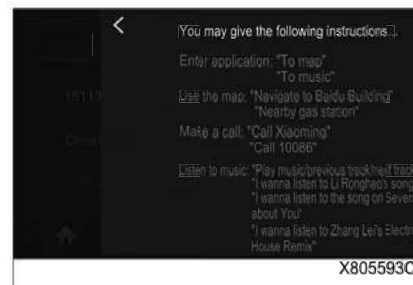 You may give the following instructions
Enter application: "To map"
"To music"
Use the map: "Navigate to Baidu Building"
"Nearby gas station"
Make a call: "Call Xiaoming"
"Call 10086"
Listen to music: "Play music/previous track/next track
"I wanna listen to Li Ronghao's song
"I wanna listen to the song on Seven
about You"
"I wanna listen to Zhang Lei's Electr
House Remix"
15110
China
X805593C